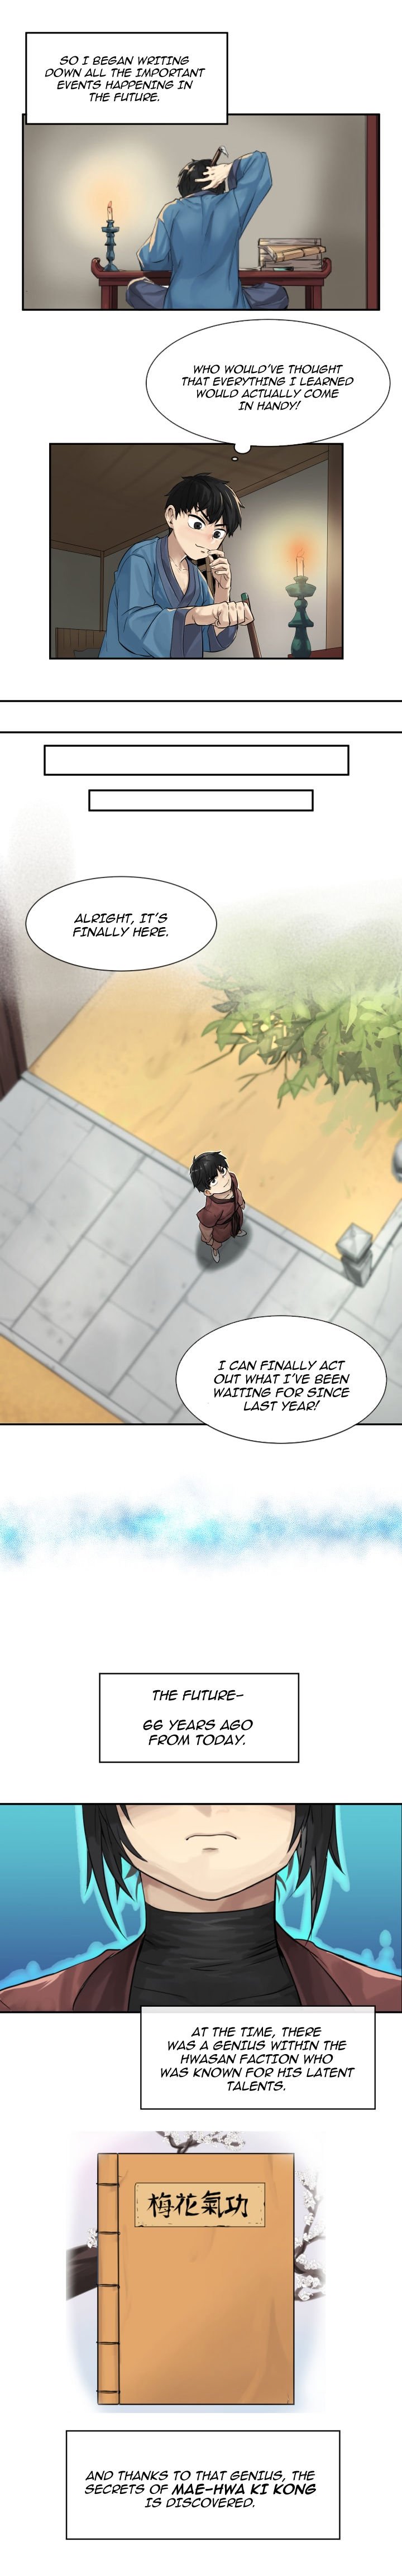 SO I BEGAN WRITING
DOWN ALL THE IMPORTANT
EVENTS HAPPENING IN
THE FUTURE.
WHO WOULD'VE THOUGHT
THAT EVERYTHING I LEARNED
WOULD ACTUALLY COME
IN HANDY!
ALRIGHT, IT'S
FINALLY HERE.
I CAN FINALLY ACT
OUT WHAT I'VE BEEN
WAITING FOR SINCE
LAST YEAR!
THE FUTURE-
66 YEARS AGO
FROM TODAY.
AT THE TIME, THERE
WAS A GENIUS WITHIN THE
HWASAN FACTION WHO
WAS KNOWN FOR HIS LATENT
TALENTS.
梅花氣功
AND THANKS TO THAT GENIUS, THE
SECRETS OF MAE-HWA KI KONG
IS DISCOVERED.